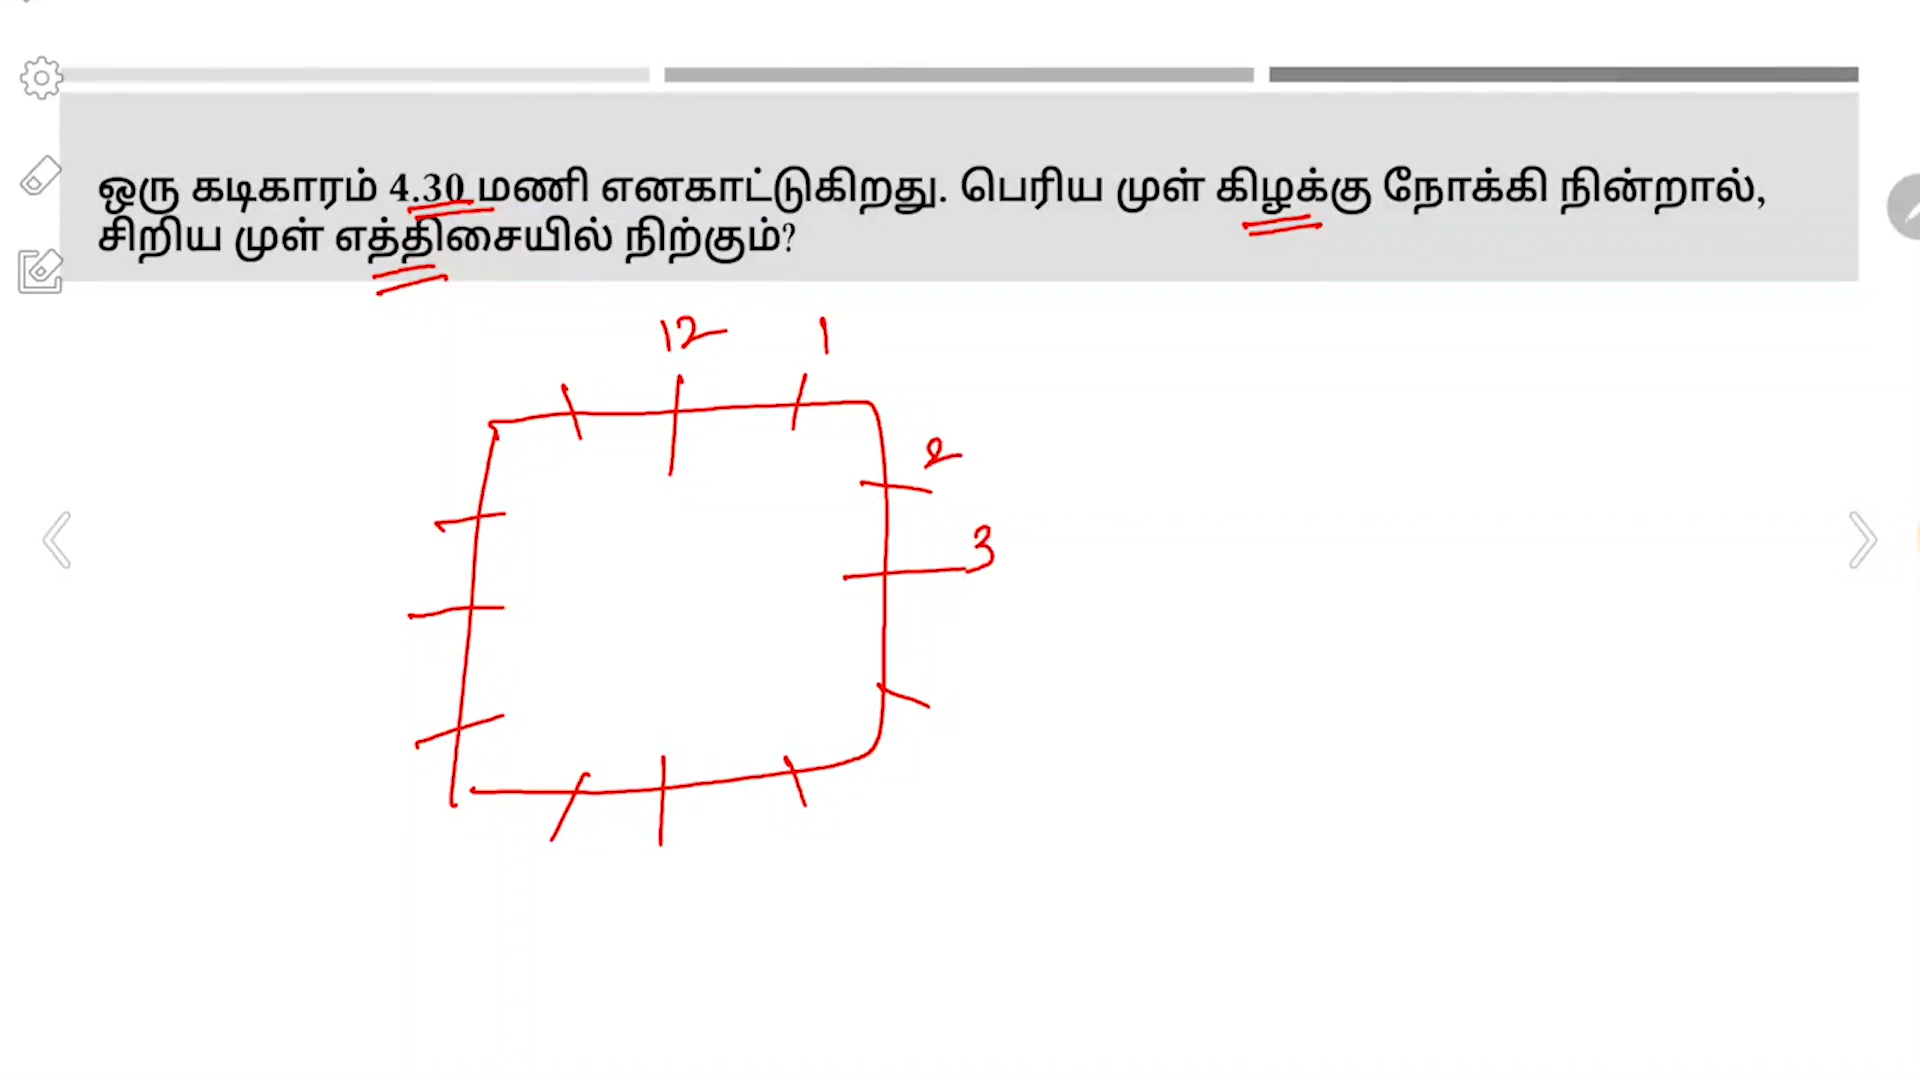 ஒரு கடிகாரம் 4.30 மணி எனகாட்டுகிறது. பெரிய முள் கிழக்கு நோக்கி நின்றால்,
சிறிய முள் எத்திசையில் நிற்கும்?
12 1
2
3